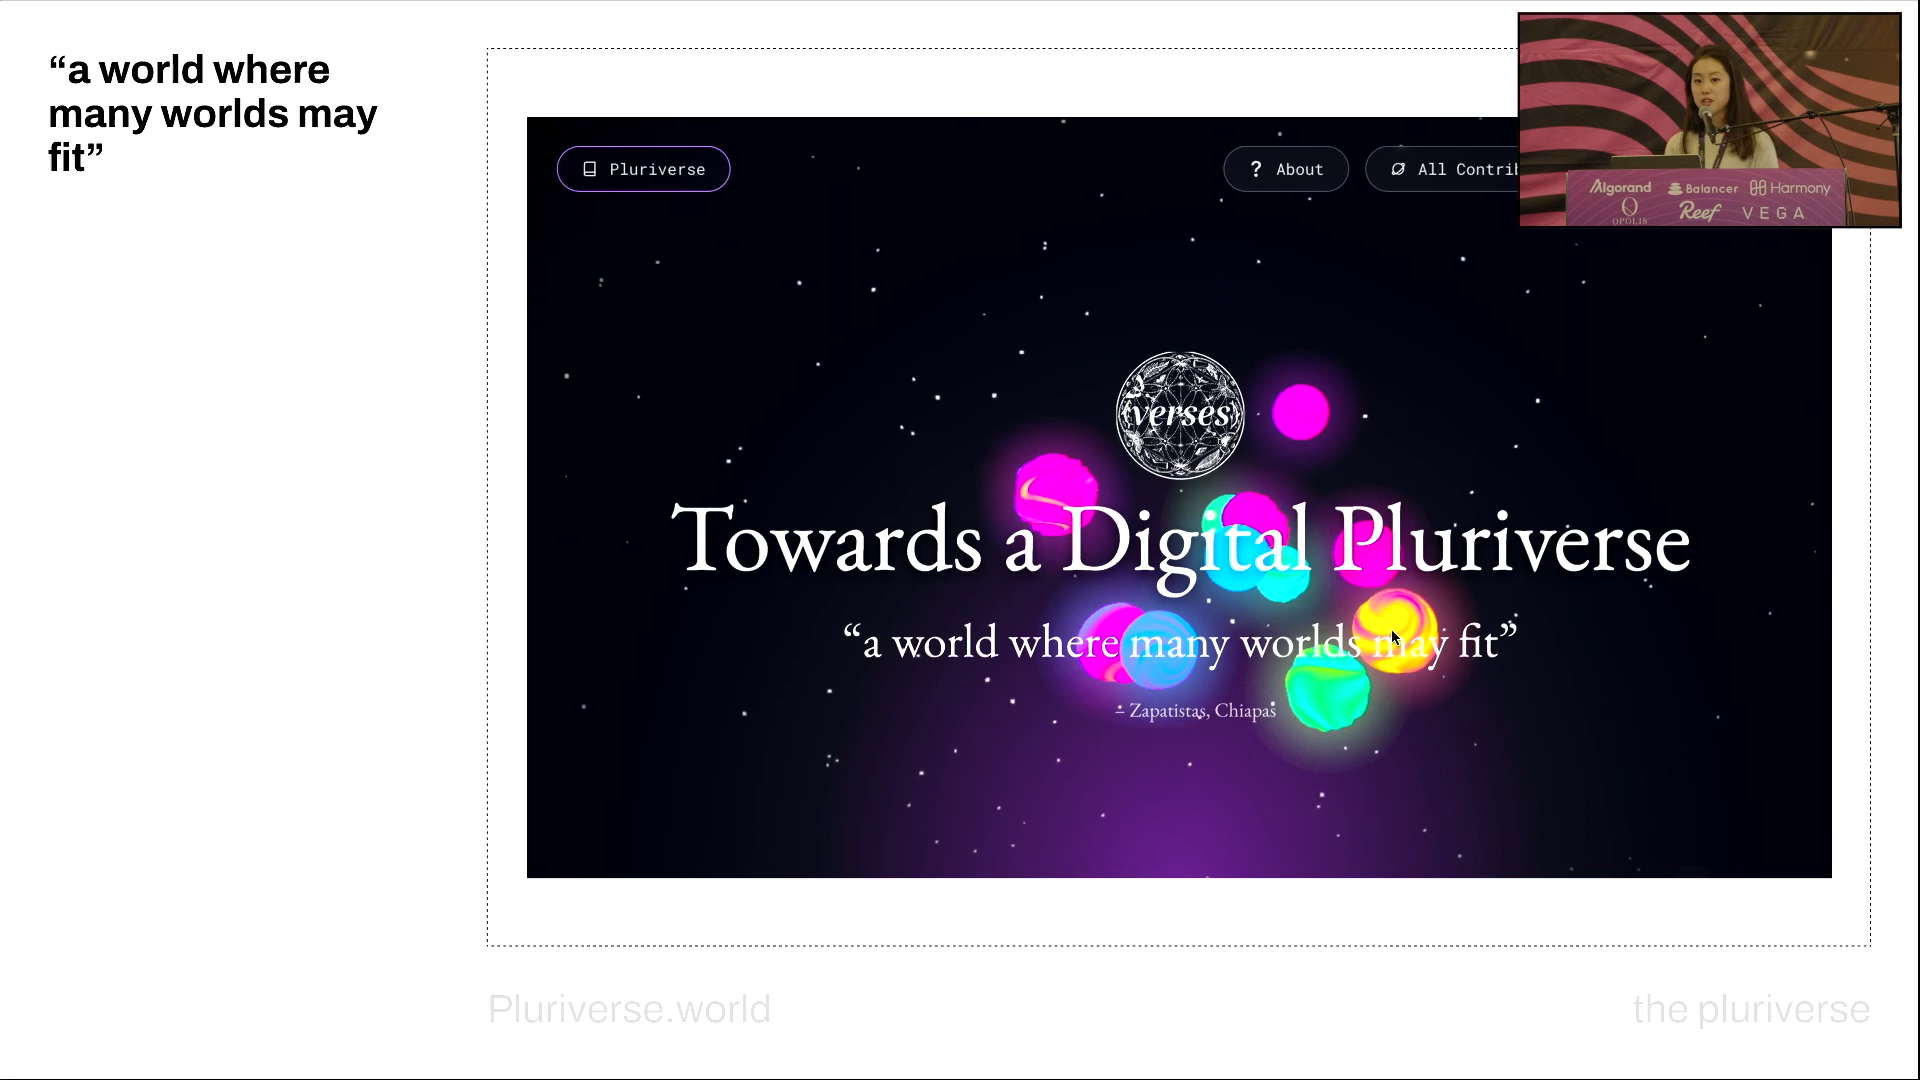 “a world where
many worlds may
fit”
Pluriverse
? About
All Contrib
verses
Towards a Digital Pluriverse
“a world where many worlds may fit”
– Zapatistas, Chiapas
Algorand
Balancer
Harmony
OPOLIS
Reef
VEGA
Pluriverse.world
the pluriverse